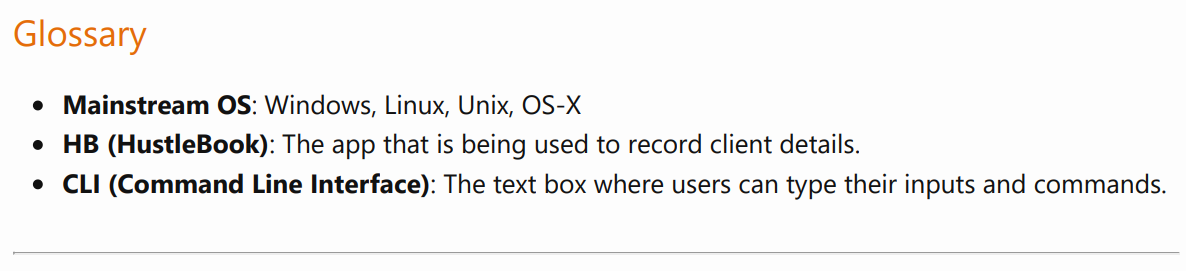 Glossary
• Mainstream OS: Windows, Linux, Unix, OS-X
• HB (HustleBook): The app that is being used to record client details.
• CLI (Command Line Interface): The text box where users can type their inputs and commands.